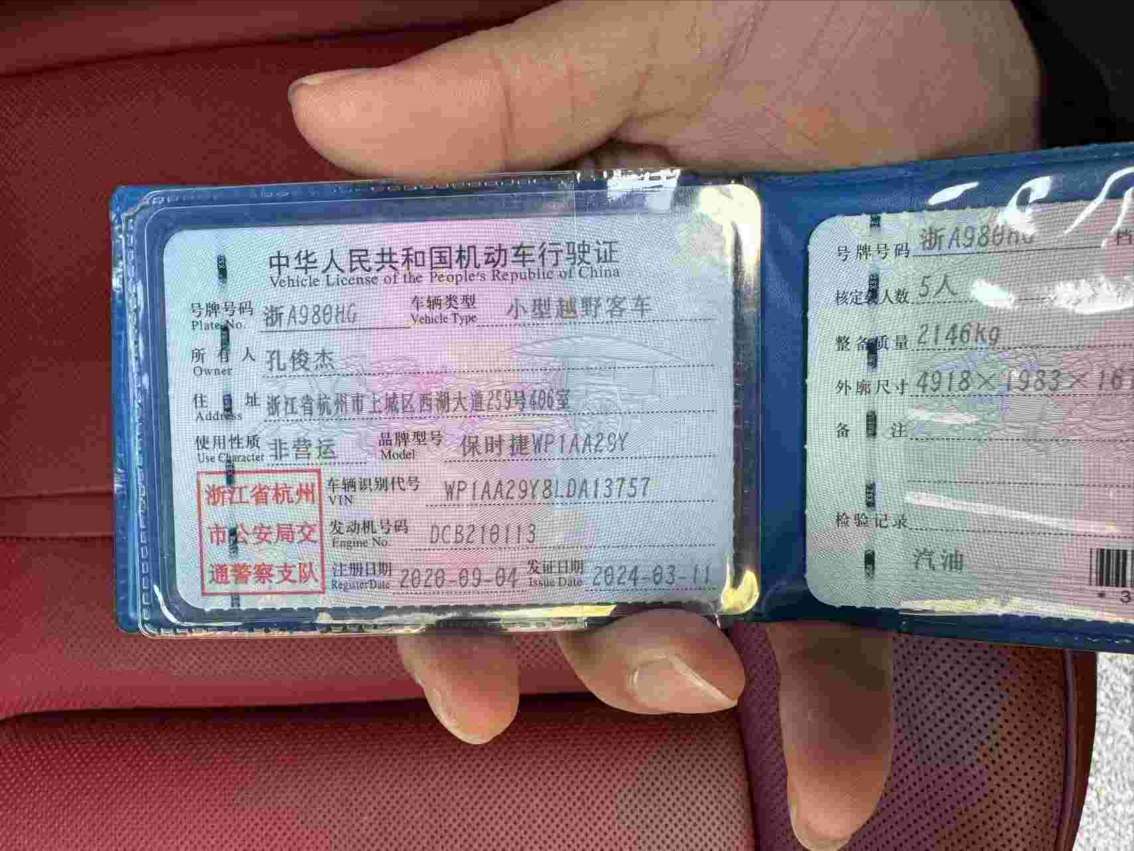 中华人民共和国机动车行驶证
Vehicle License of the People's Republic of China
号牌号码 浙A980HG 车辆类型 小型越野客车
Plate No. Vehicle Type
所有人 孔俊杰
Owner
住址 浙江省杭州市上城区西湖大道259号406室
Address
使用性质 非营运 品牌型号 保时捷WP1AA29Y
Use Character Model
浙江省杭州
市公安局交
通警察支队
车辆识别代号 WP1AA29Y8LDA13757
VIN
发动机号码 DCB210113
Engine No.
注册日期 2020-09-04 发证日期 2024-03-11
Register Date Issue Date
号牌号码 浙A980HG 档
核定载人数 5人
整备质量 2146kg
外廓尺寸 4918×1983×16
备注
检验记录
汽油
*3